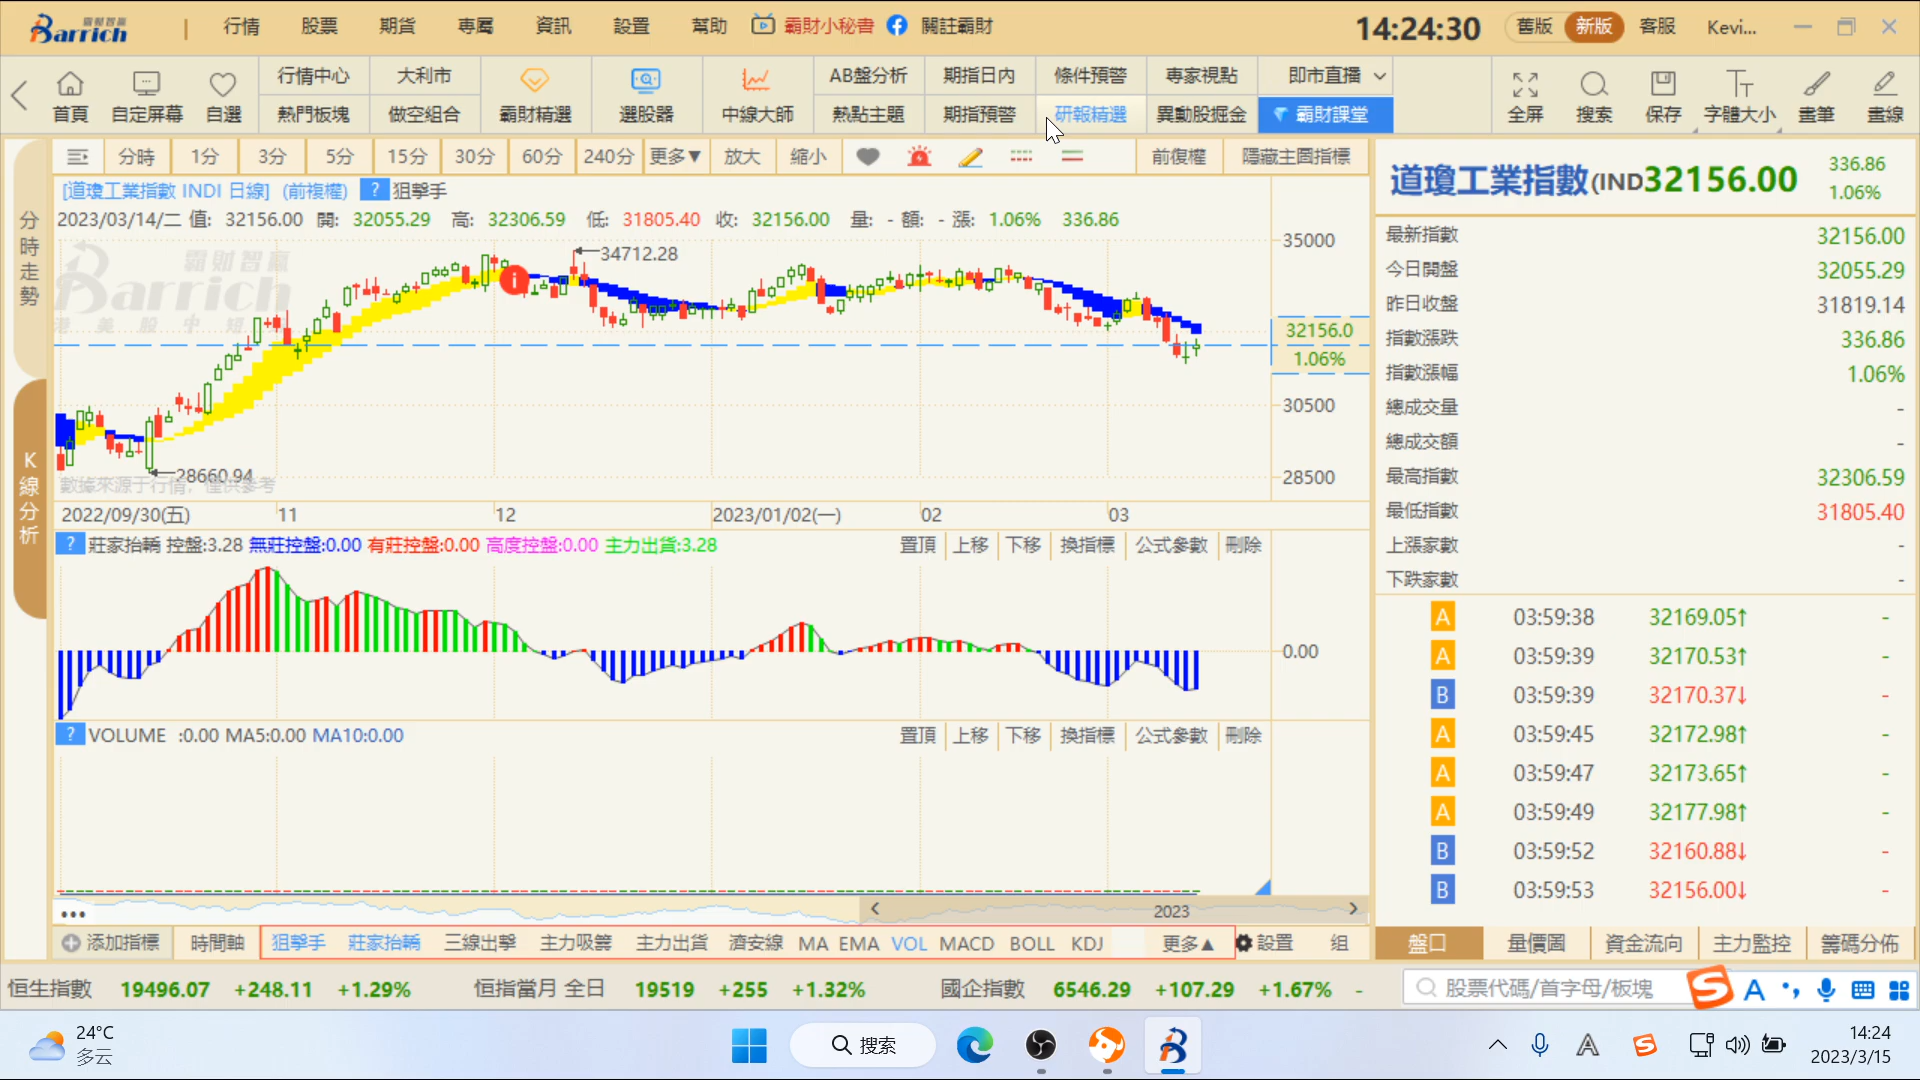 霸財智贏
Barrich
行情 股票 期貨 專屬 資訊 設置 幫助 霸財小秘書 關註霸財
14:24:30 舊版 新版 客服 Kevi...
首頁 自定屏幕 自選 行情中心 大利市 霸財精選 選股器 中線大師 AB盤分析 期指日內 條件預警 專家視點 即市直播
熱門板塊 做空組合 熱點主題 期指預警 研報精選 異動股掘金 霸財課堂
全屏 搜索 保存 字體大小 畫筆 畫線
分時走勢
K線分析
分時 1分 3分 5分 15分 30分 60分 240分 更多▼ 放大 縮小 前復權 隱藏主圖指標
[道瓊工業指數 INDI 日線] (前複權) ? 狙擊手
2023/03/14/二 值: 32156.00 開: 32055.29 高: 32306.59 低: 31805.40 收: 32156.00 量: - 額: - 漲: 1.06% 336.86
霸財智贏
Barrich
港美股中短
34712.28
28660.94
數據來源于行情，僅供參考
35000
32156.0
1.06%
30500
28500
2022/09/30(五) 11 12 2023/01/02(一) 02 03
? 莊家抬轎 控盤:3.28 無莊控盤:0.00 有莊控盤:0.00 高度控盤:0.00 主力出貨:3.28
置頂 上移 下移 換指標 公式參數 刪除
0.00
? VOLUME :0.00 MA5:0.00 MA10:0.00
置頂 上移 下移 換指標 公式參數 刪除
2023
添加指標 時間軸 狙擊手 莊家抬轎 三線出擊 主力吸籌 主力出貨 濟安線 MA EMA VOL MACD BOLL KDJ 更多▲ 設置 组
道瓊工業指數(IND 32156.00 336.86
1.06%
最新指數 32156.00
今日開盤 32055.29
昨日收盤 31819.14
指數漲跌 336.86
指數漲幅 1.06%
總成交量 -
總成交額 -
最高指數 32306.59
最低指數 31805.40
上漲家數 -
下跌家數 -
A 03:59:38 32169.05↑ -
A 03:59:39 32170.53↑ -
B 03:59:39 32170.37↓ -
A 03:59:45 32172.98↑ -
A 03:59:47 32173.65↑ -
A 03:59:49 32177.98↑ -
B 03:59:52 32160.88↓ -
B 03:59:53 32156.00↓ -
盤口 量價圖 資金流向 主力監控 籌碼分佈
恒生指數 19496.07 +248.11 +1.29% 恒指當月 全日 19519 +255 +1.32% 國企指數 6546.29 +107.29 +1.67% -
股票代碼/首字母/板塊
24°C
多云
搜索
14:24
2023/3/15